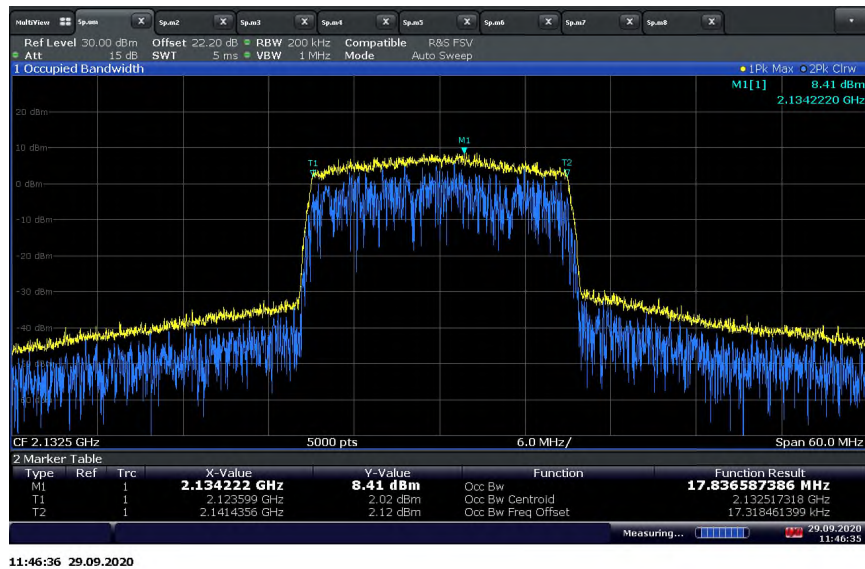 MultiView Sp.um X Sp.m2 X Sp.m3 X Sp.m4 X Sp.m5 X Sp.m6 X Sp.m7 X Sp.m8 X
Ref Level 30.00 dBm Offset 22.20 dB RBW 200 kHz Compatible R&S FSV
Att 15 dB SWT 5 ms VBW 1 MHz Mode Auto Sweep
1 Occupied Bandwidth 1Pk Max 2Pk Clrw
M1[1] 8.41 dBm
2.1342220 GHz
20 dBm
M1
10 dBm
T1 T2
0 dBm
-10 dBm
-20 dBm
-30 dBm
-40 dBm
CF 2.1325 GHz 5000 pts 6.0 MHz/ Span 60.0 MHz
2 Marker Table
Type Ref Trc X-Value Y-Value Function Function Result
M1 1 2.134222 GHz 8.41 dBm Occ Bw 17.836587386 MHz
T1 1 2.123599 GHz 2.02 dBm Occ Bw Centroid 2.132517318 GHz
T2 1 2.1414356 GHz 2.12 dBm Occ Bw Freq Offset 17.318461399 kHz
Measuring... 29.09.2020
11:46:35
11:46:36 29.09.2020